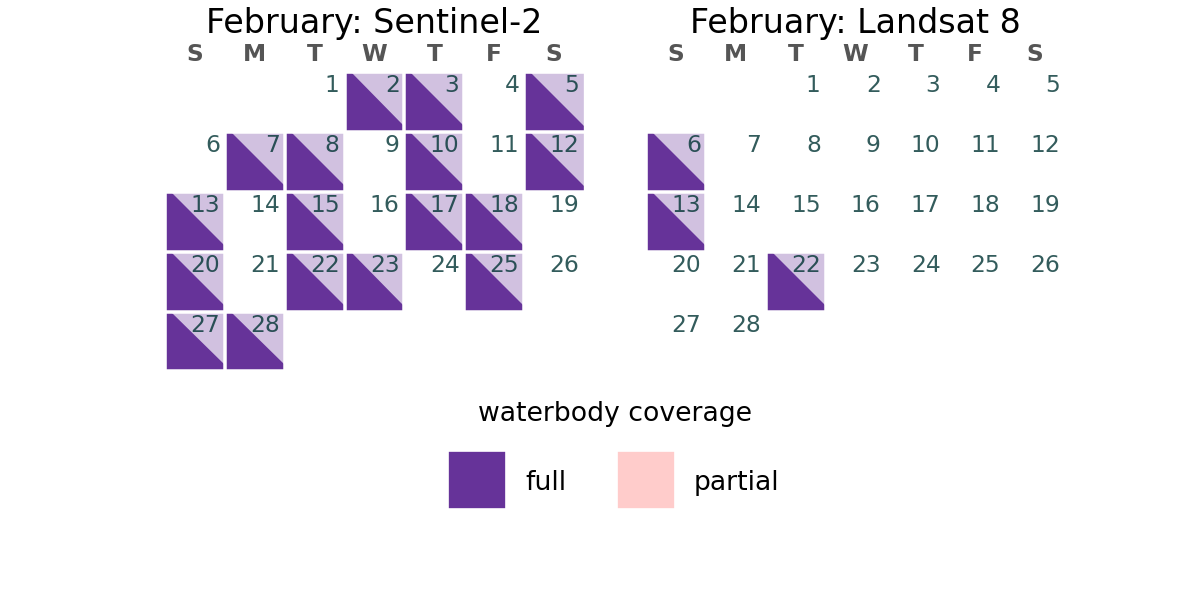 February: Sentinel-2
S M T W T F S
1 2 3 4 5
6 7 8 9 10 11 12
13 14 15 16 17 18 19
20 21 22 23 24 25 26
27 28
February: Landsat 8
S M T W T F S
1 2 3 4 5
6 7 8 9 10 11 12
13 14 15 16 17 18 19
20 21 22 23 24 25 26
27 28
waterbody coverage
full partial